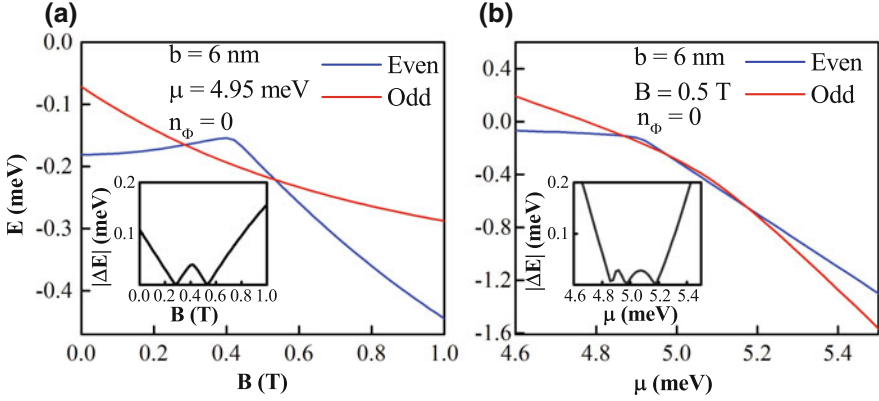 (a)
b = 6 nm
μ = 4.95 meV
nΦ = 0
Even
Odd
E (meV)
0.0
-0.1
-0.2
-0.3
-0.4
0.0 0.2 0.4 0.6 0.8 1.0
B (T)
|ΔE| (meV)
0.2
0.1
0.0 0.2 0.4 0.6 0.8 1.0
B (T)
(b)
b = 6 nm
B = 0.5 T
nΦ = 0
Even
Odd
0.4
0.0
-0.4
-0.8
-1.2
-1.6
4.6 4.8 5.0 5.2 5.4
μ (meV)
|ΔE| (meV)
0.2
0.1
4.6 4.8 5.0 5.2 5.4
μ (meV)